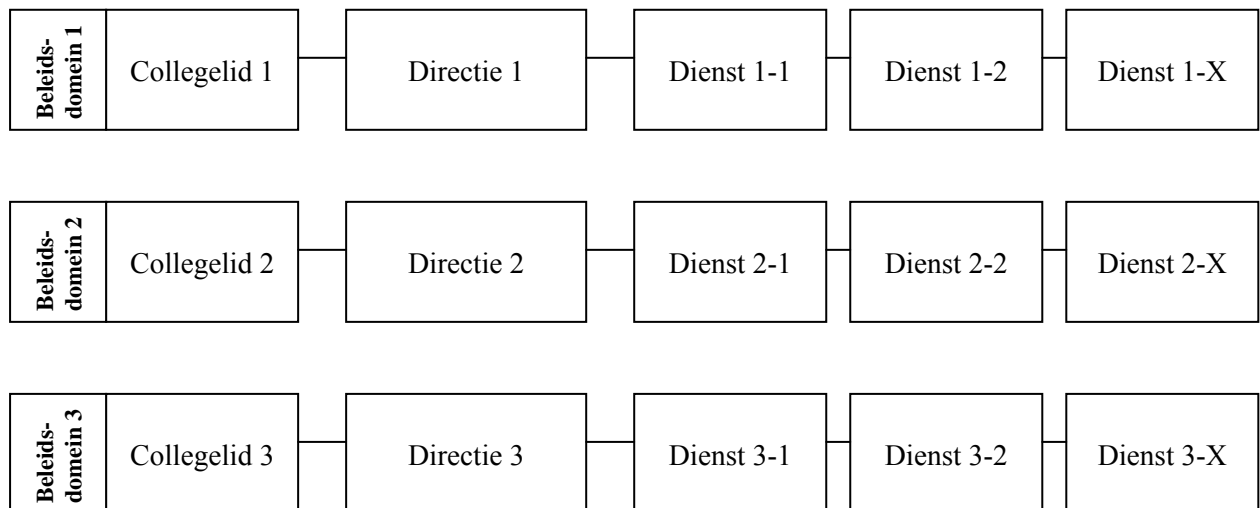 Beleids-
domein 1
Collegelid 1
Directie 1
Dienst 1-1
Dienst 1-2
Dienst 1-X
Beleids-
domein 2
Collegelid 2
Directie 2
Dienst 2-1
Dienst 2-2
Dienst 2-X
Beleids-
domein 3
Collegelid 3
Directie 3
Dienst 3-1
Dienst 3-2
Dienst 3-X